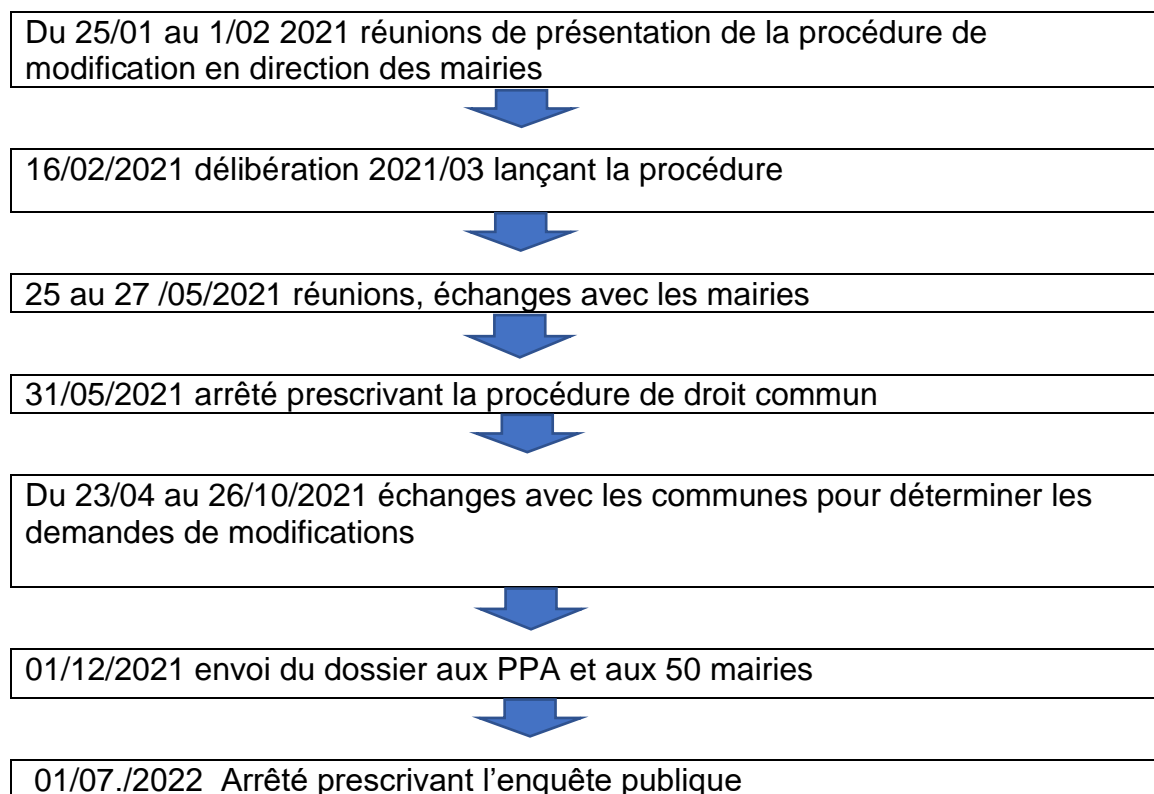 Du 25/01 au 1/02 2021 réunions de présentation de la procédure de
modification en direction des mairies
16/02/2021 délibération 2021/03 lançant la procédure
25 au 27 /05/2021 réunions, échanges avec les mairies
31/05/2021 arrêté prescrivant la procédure de droit commun
Du 23/04 au 26/10/2021 échanges avec les communes pour déterminer les
demandes de modifications
01/12/2021 envoi du dossier aux PPA et aux 50 mairies
01/07./2022 Arrêté prescrivant l’enquête publique